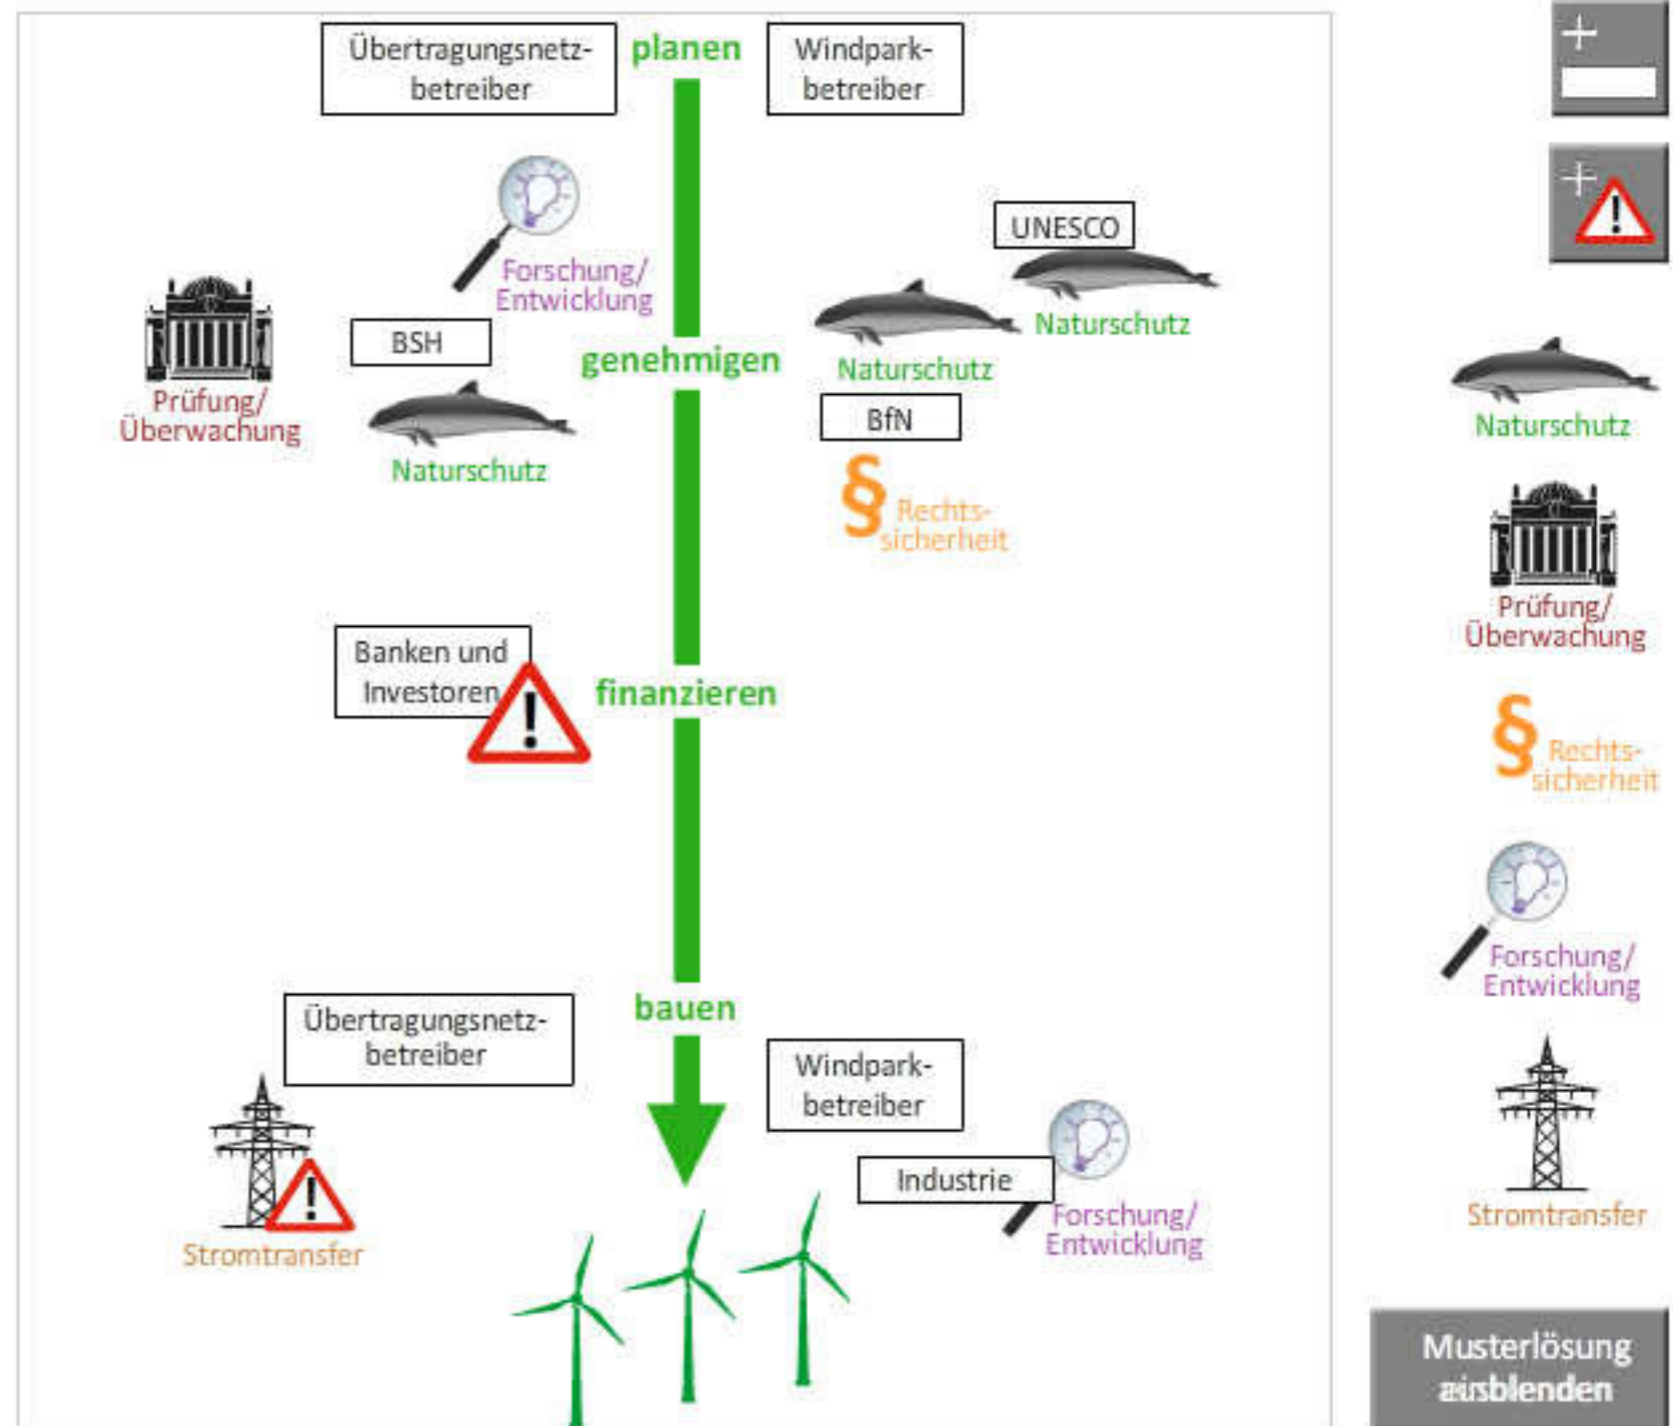 Übertragungsnetz-
betreiber
planen
Windpark-
betreiber
UNESCO
Forschung/
Entwicklung
BSH
genehmigen
Naturschutz
Naturschutz
Prüfung/
Überwachung
BfN
Naturschutz
§ Rechts-
sicherheit
Banken und
Investoren
!
finanzieren
Übertragungsnetz-
betreiber
bauen
Windpark-
betreiber
Industrie
!
Stromtransfer
Forschung/
Entwicklung
+
+
!
Naturschutz
Prüfung/
Überwachung
§ Rechts-
sicherheit
Forschung/
Entwicklung
Stromtransfer
Musterlösung